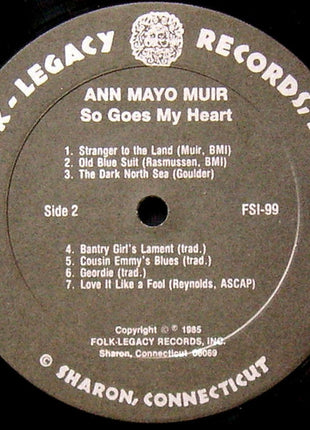 K - LEGACY RECORDS,
ANN MAYO MUIR
So Goes My Heart
1. Stranger to the Land (Muir, BMI)
2. Old Blue Suit (Rasmussen, BMI)
3. The Dark North Sea (Goulder)
Side 2 FSI-99
4. Bantry Girl's Lament (trad.)
5. Cousin Emmy's Blues (trad.)
6. Geordie (trad.)
7. Love It Like a Fool (Reynolds, ASCAP)
Copyright © ℗ 1985
FOLK-LEGACY RECORDS, INC.
Sharon, Connecticut 06069
© SHARON, CONNECTICUT